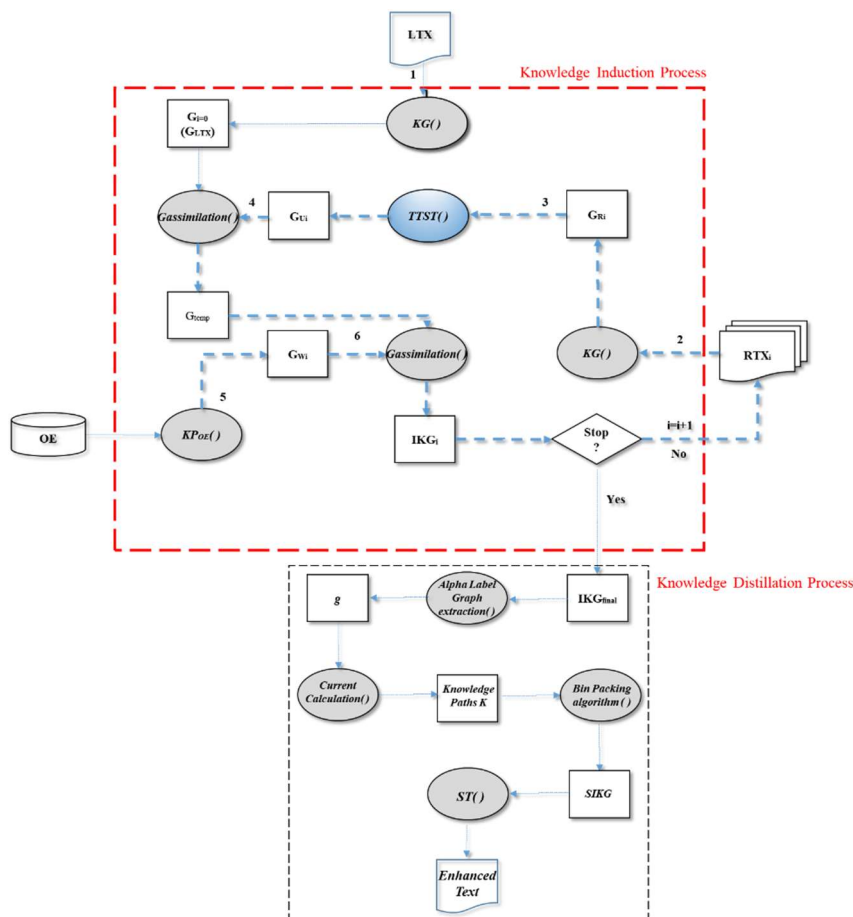 LTX
1
Knowledge Induction Process
Gi=0
(GLTX)
KG()
Gassimilation()
4
GUi
TTST()
3
GRi
Gtemp
GWi
6
Gassimilation()
KG()
2
RTXi
5
OE
KPOE()
IKGi
Stop
?
i=i+1
No
Yes
Knowledge Distillation Process
g
Alpha Label
Graph
extraction()
IKGfinal
Current
Calculation()
Knowledge
Paths K
Bin Packing
algorithm()
ST()
SIKG
Enhanced
Text